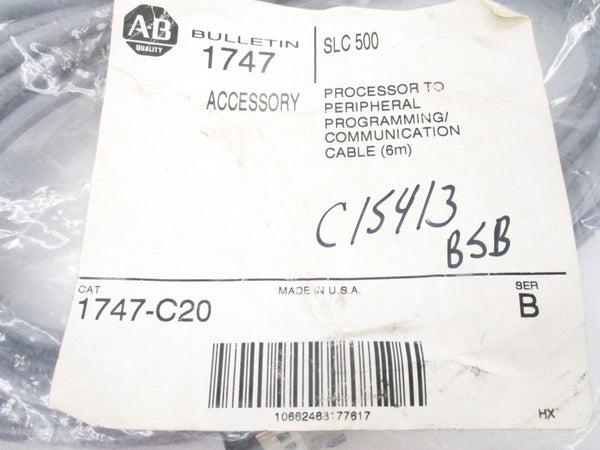 AB
QUALITY
BULLETIN
1747
ACCESSORY
SLC 500
PROCESSOR TO
PERIPHERAL
PROGRAMMING/
COMMUNICATION
CABLE (6m)
C15413
BSB
CAT
1747-C20
MADE IN U.S.A.
SER
B
10662468177617
HX